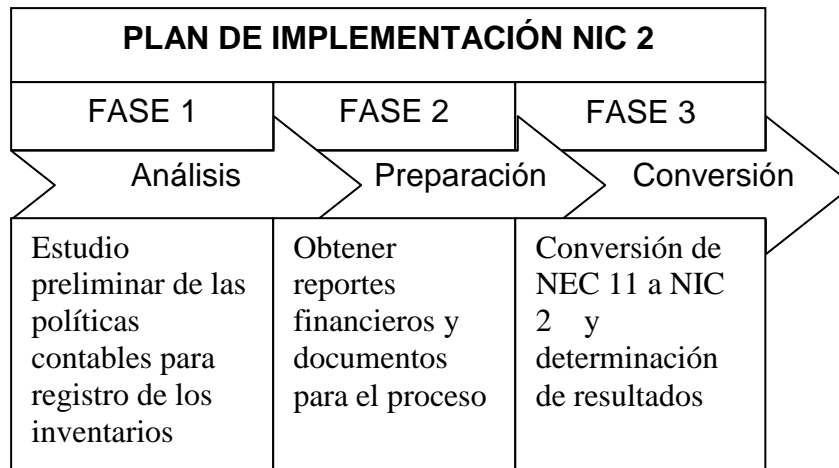 PLAN DE IMPLEMENTACIÓN NIC 2
FASE 1
FASE 2
FASE 3
Análisis
Preparación
Conversión
Estudio
preliminar de las
políticas
contables para
registro de los
inventarios
Obtener
reportes
financieros y
documentos
para el proceso
Conversión de
NEC 11 a NIC
2 y
determinación
de resultados